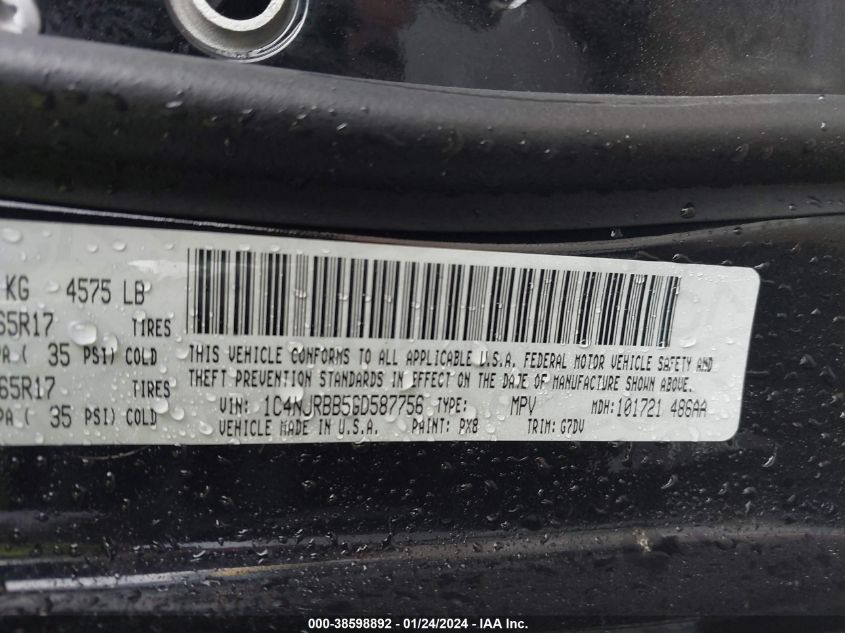 KG 4575 LB
65R17 TIRES
PA ( 35 PSI) COLD
65R17 TIRES
PA ( 35 PSI) COLD
THIS VEHICLE CONFORMS TO ALL APPLICABLE U.S.A. FEDERAL MOTOR VEHICLE SAFETY AND
THEFT PREVENTION STANDARDS IN EFFECT ON THE DATE OF MANUFACTURE SHOWN ABOVE.
VIN: 1C4NJRBB5GD587756 TYPE: MPV MDH: 101721 486AA
VEHICLE MADE IN U.S.A. PAINT: PX8 TRIM: G7DV
000-38598892 - 01/24/2024 - IAA Inc.